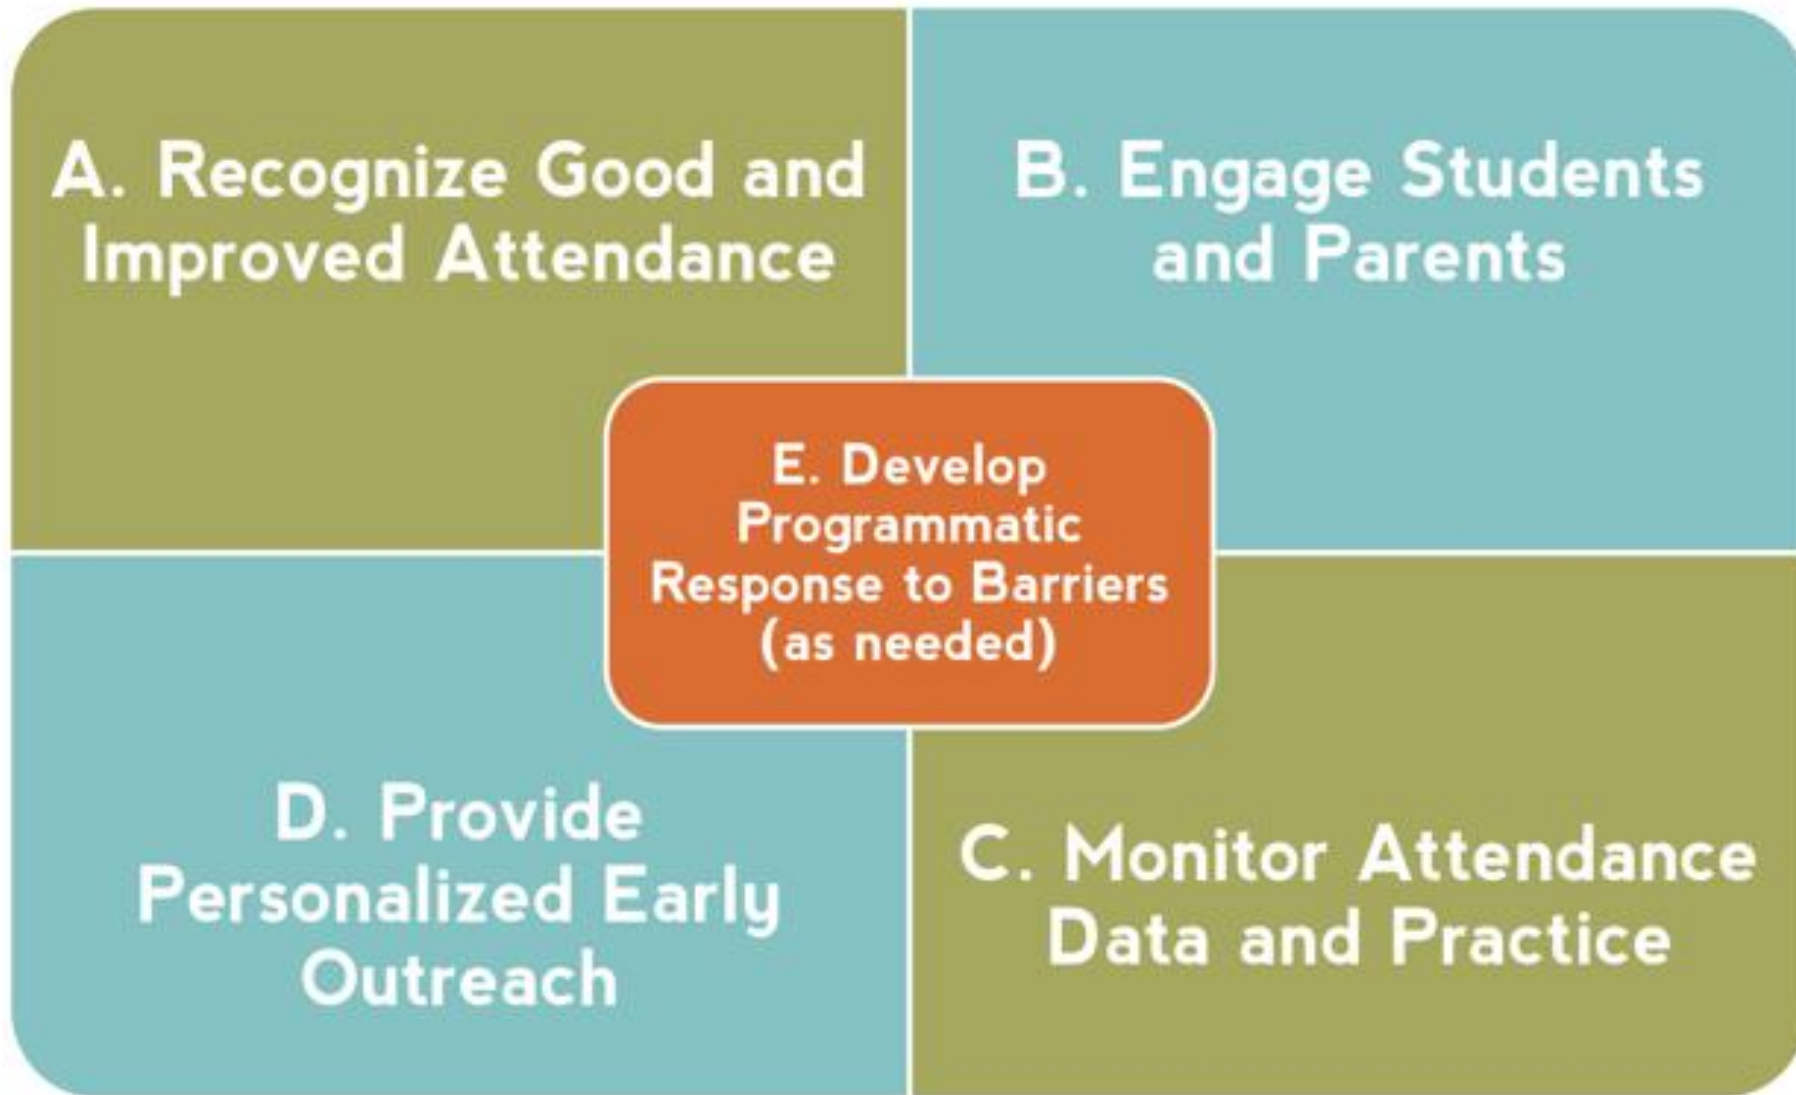 A. Recognize Good and
Improved Attendance
B. Engage Students
and Parents
E. Develop
Programmatic
Response to Barriers
(as needed)
D. Provide
Personalized Early
Outreach
C. Monitor Attendance
Data and Practice